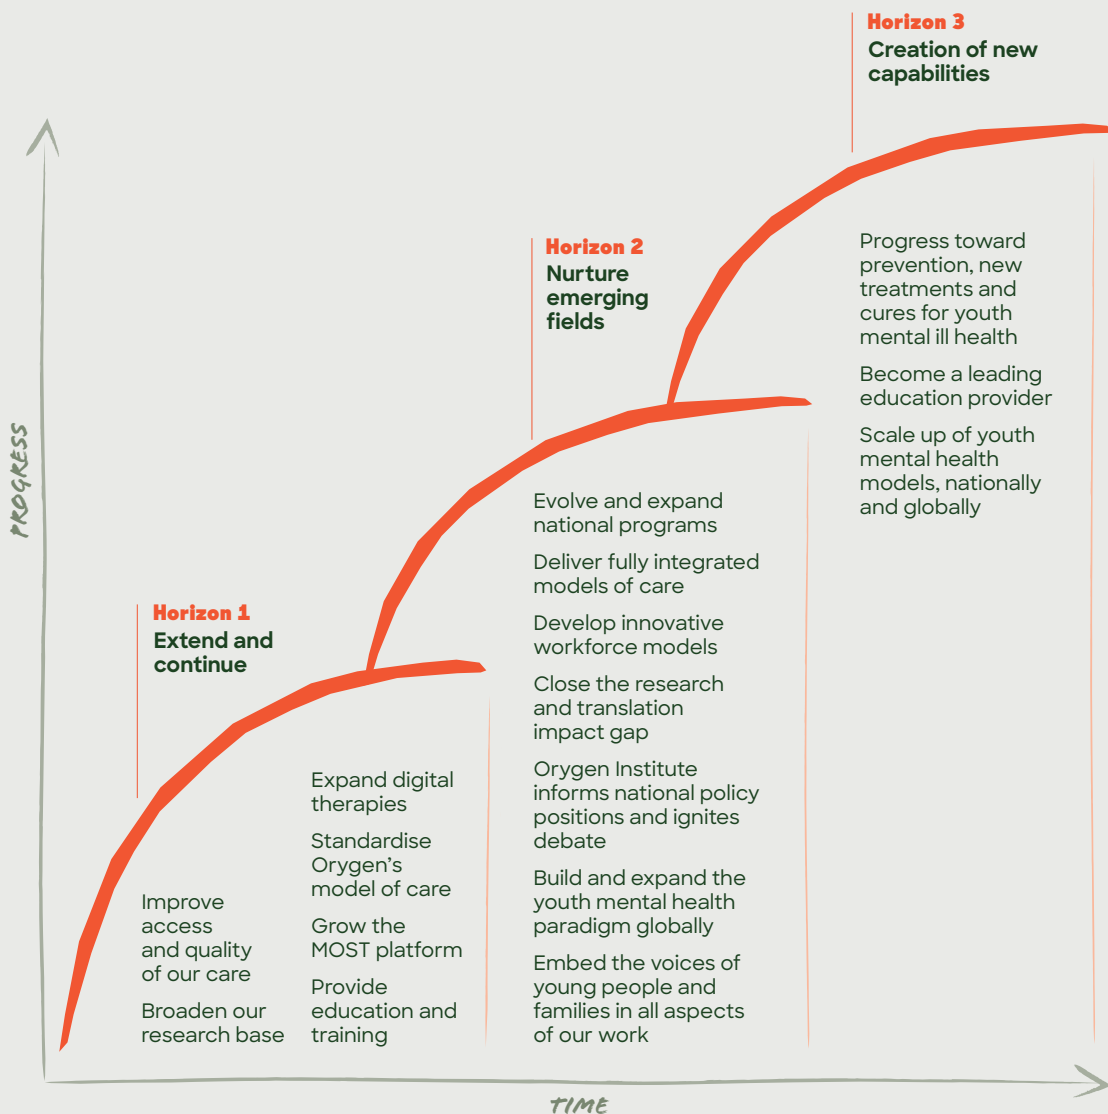 Horizon 3
Creation of new
capabilities
Progress toward
prevention, new
treatments and
cures for youth
mental ill health
Become a leading
education provider
Scale up of youth
mental health
models, nationally
and globally
Horizon 2
Nurture
emerging
fields
Evolve and expand
national programs
Deliver fully integrated
models of care
Develop innovative
workforce models
Close the research
and translation
impact gap
Orygen Institute
informs national policy
positions and ignites
debate
Build and expand the
youth mental health
paradigm globally
Embed the voices of
young people and
families in all aspects
of our work
Horizon 1
Extend and
continue
Improve
access
and quality
of our care
Broaden our
research base
Expand digital
therapies
Standardise
Orygen’s
model of care
Grow the
MOST platform
Provide
education and
training
PROGRESS
TIME